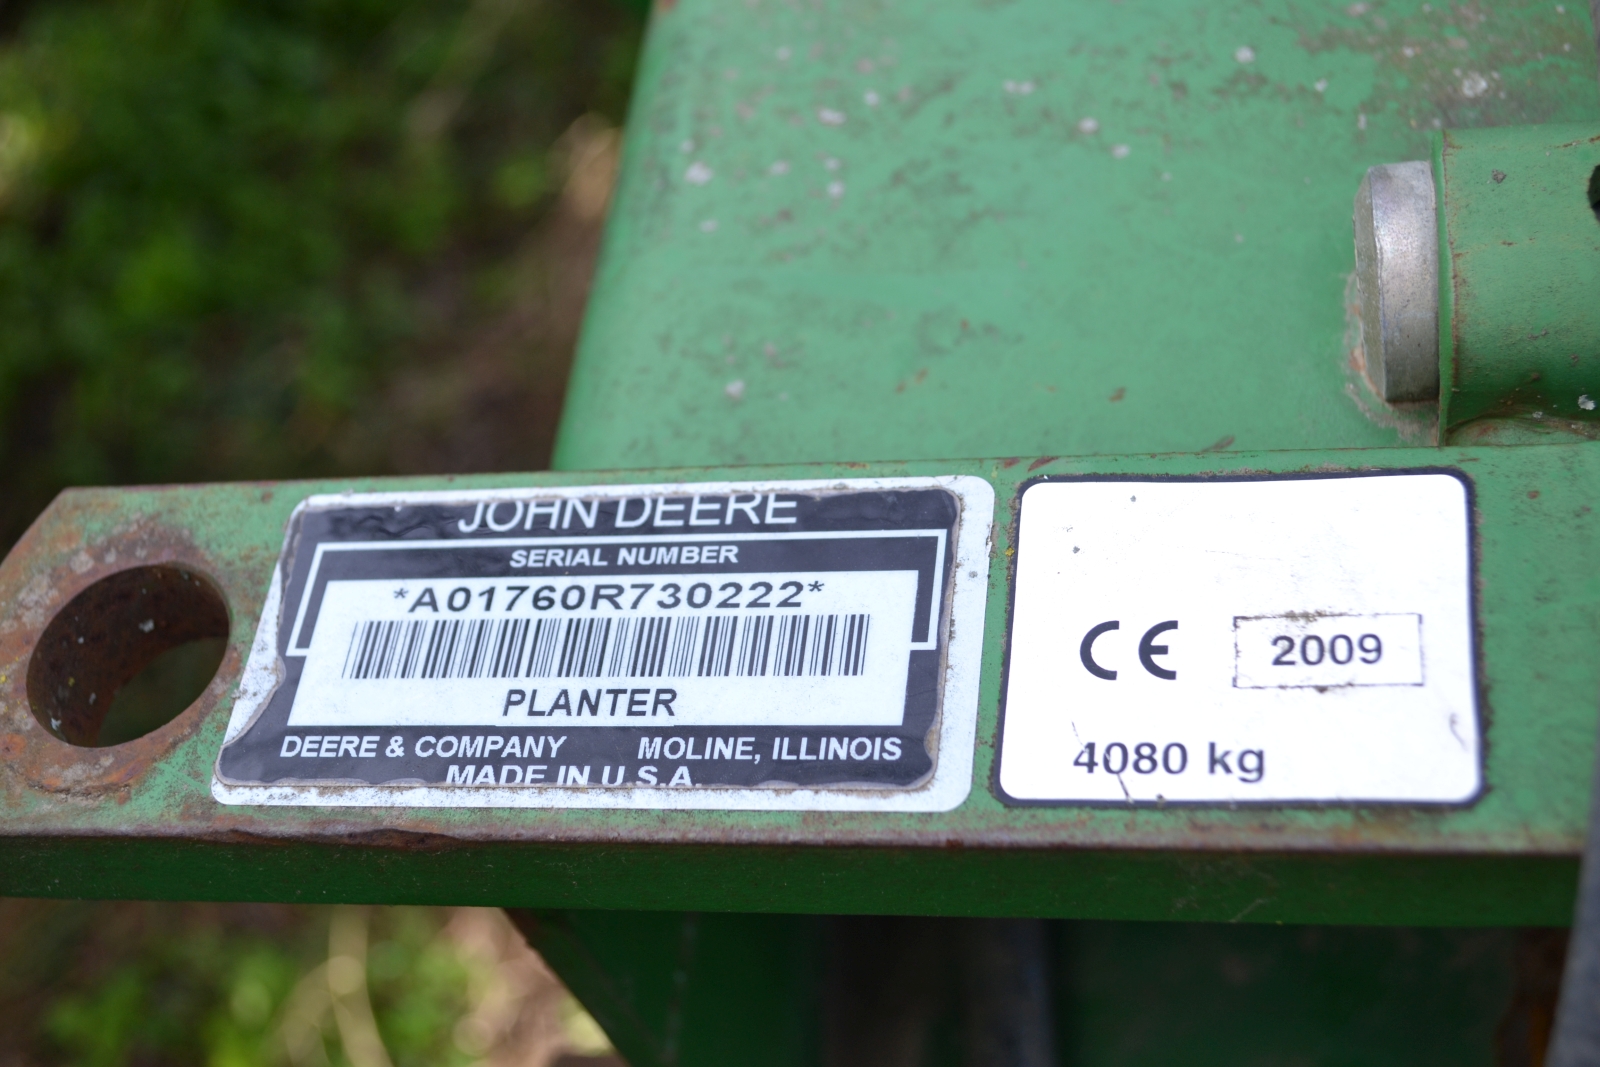 JOHN DEERE
SERIAL NUMBER
*A01760R730222*
PLANTER
DEERE & COMPANY MOLINE, ILLINOIS
MADE IN U.S.A.
CE 2009
4080 kg